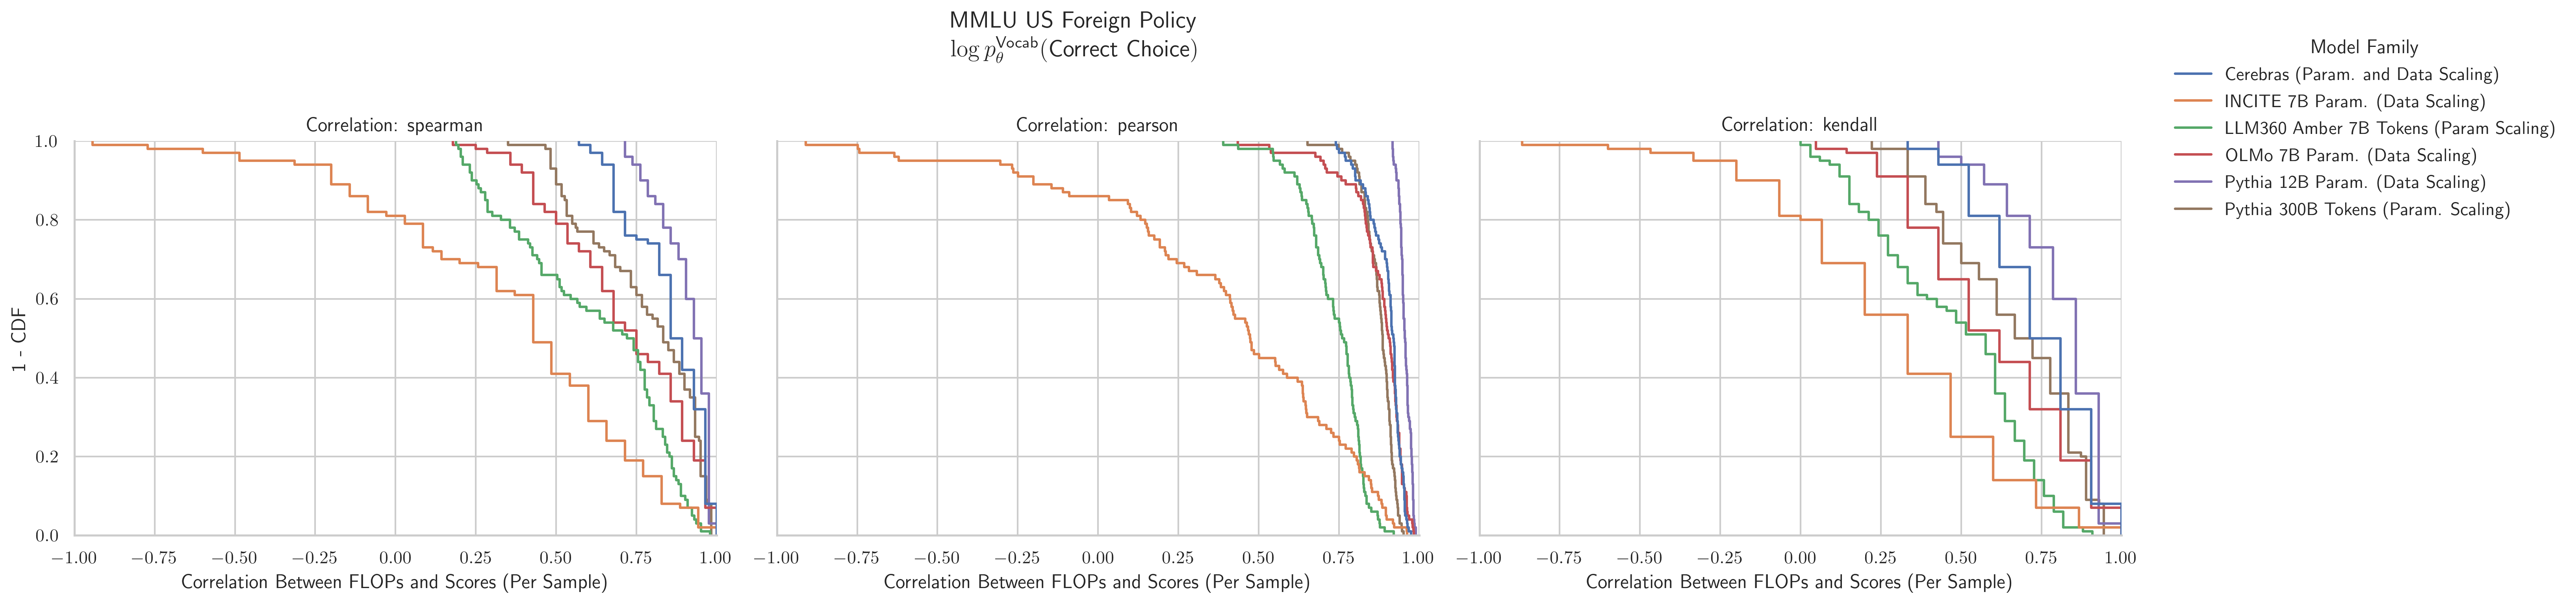 MMLU US Foreign Policy
log p_θ^Vocab(Correct Choice)
Correlation: spearman
1 - CDF
1.0
0.8
0.6
0.4
0.2
0.0
−1.00 −0.75 −0.50 −0.25 0.00 0.25 0.50 0.75 1.00
Correlation Between FLOPs and Scores (Per Sample)
Correlation: pearson
−1.00 −0.75 −0.50 −0.25 0.00 0.25 0.50 0.75 1.00
Correlation Between FLOPs and Scores (Per Sample)
Correlation: kendall
−1.00 −0.75 −0.50 −0.25 0.00 0.25 0.50 0.75 1.00
Correlation Between FLOPs and Scores (Per Sample)
Model Family
Cerebras (Param. and Data Scaling)
INCITE 7B Param. (Data Scaling)
LLM360 Amber 7B Tokens (Param Scaling)
OLMo 7B Param. (Data Scaling)
Pythia 12B Param. (Data Scaling)
Pythia 300B Tokens (Param. Scaling)